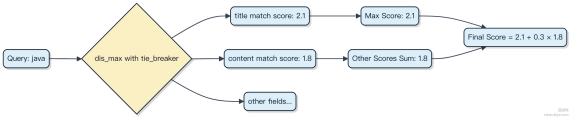 Query: java
dis_max with tie_breaker
title match score: 2.1
Max Score: 2.1
content match score: 1.8
Other Scores Sum: 1.8
Final Score = 2.1 + 0.3 × 1.8
other fields...